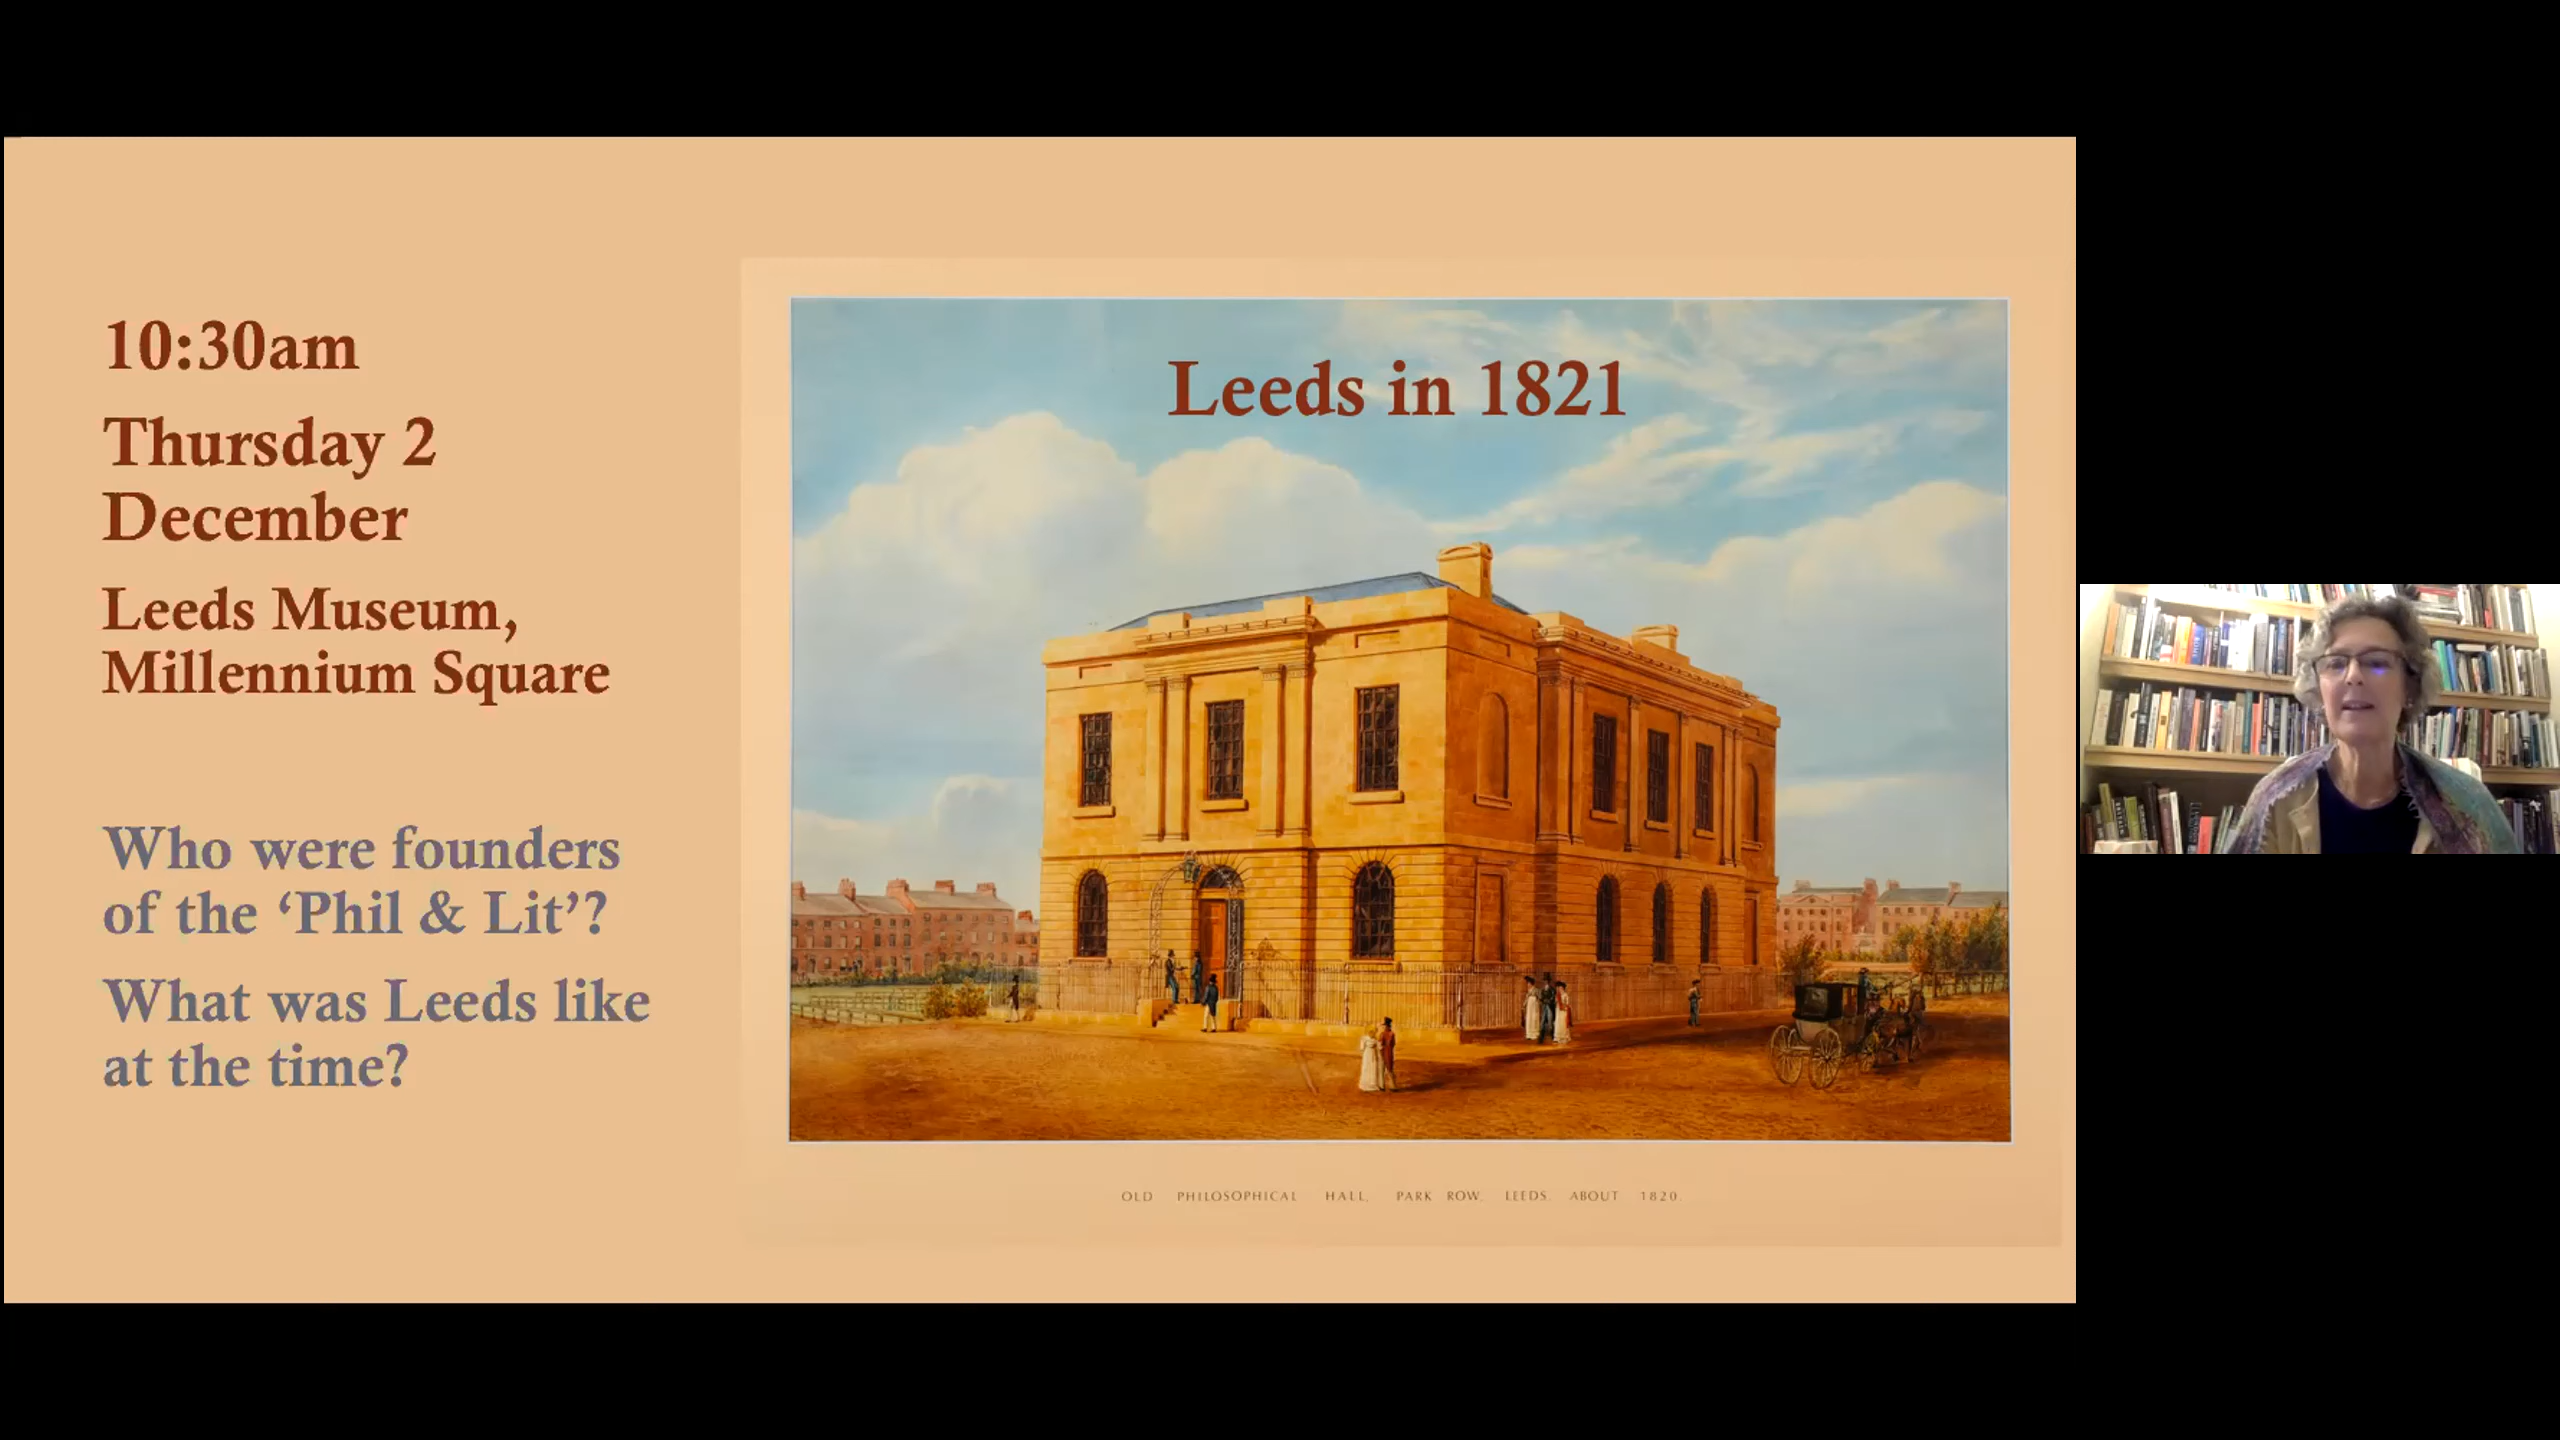 10:30am
Thursday 2
December
Leeds Museum,
Millennium Square
Who were founders
of the ‘Phil & Lit’?
What was Leeds like
at the time?
Leeds in 1821
OLD PHILOSOPHICAL HALL, PARK ROW, LEEDS. ABOUT 1820.